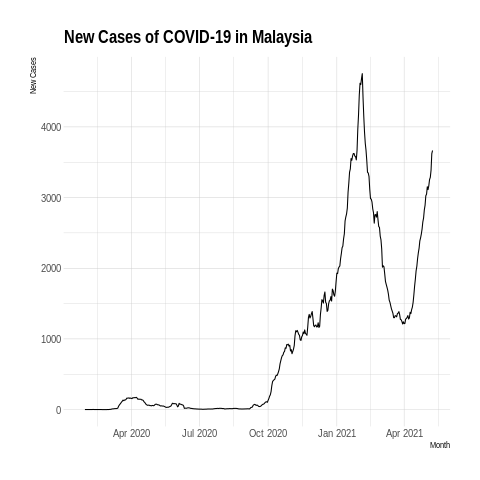 New Cases of COVID-19 in Malaysia
New Cases
4000
3000
2000
1000
0
Apr 2020 Jul 2020 Oct 2020 Jan 2021 Apr 2021
Month